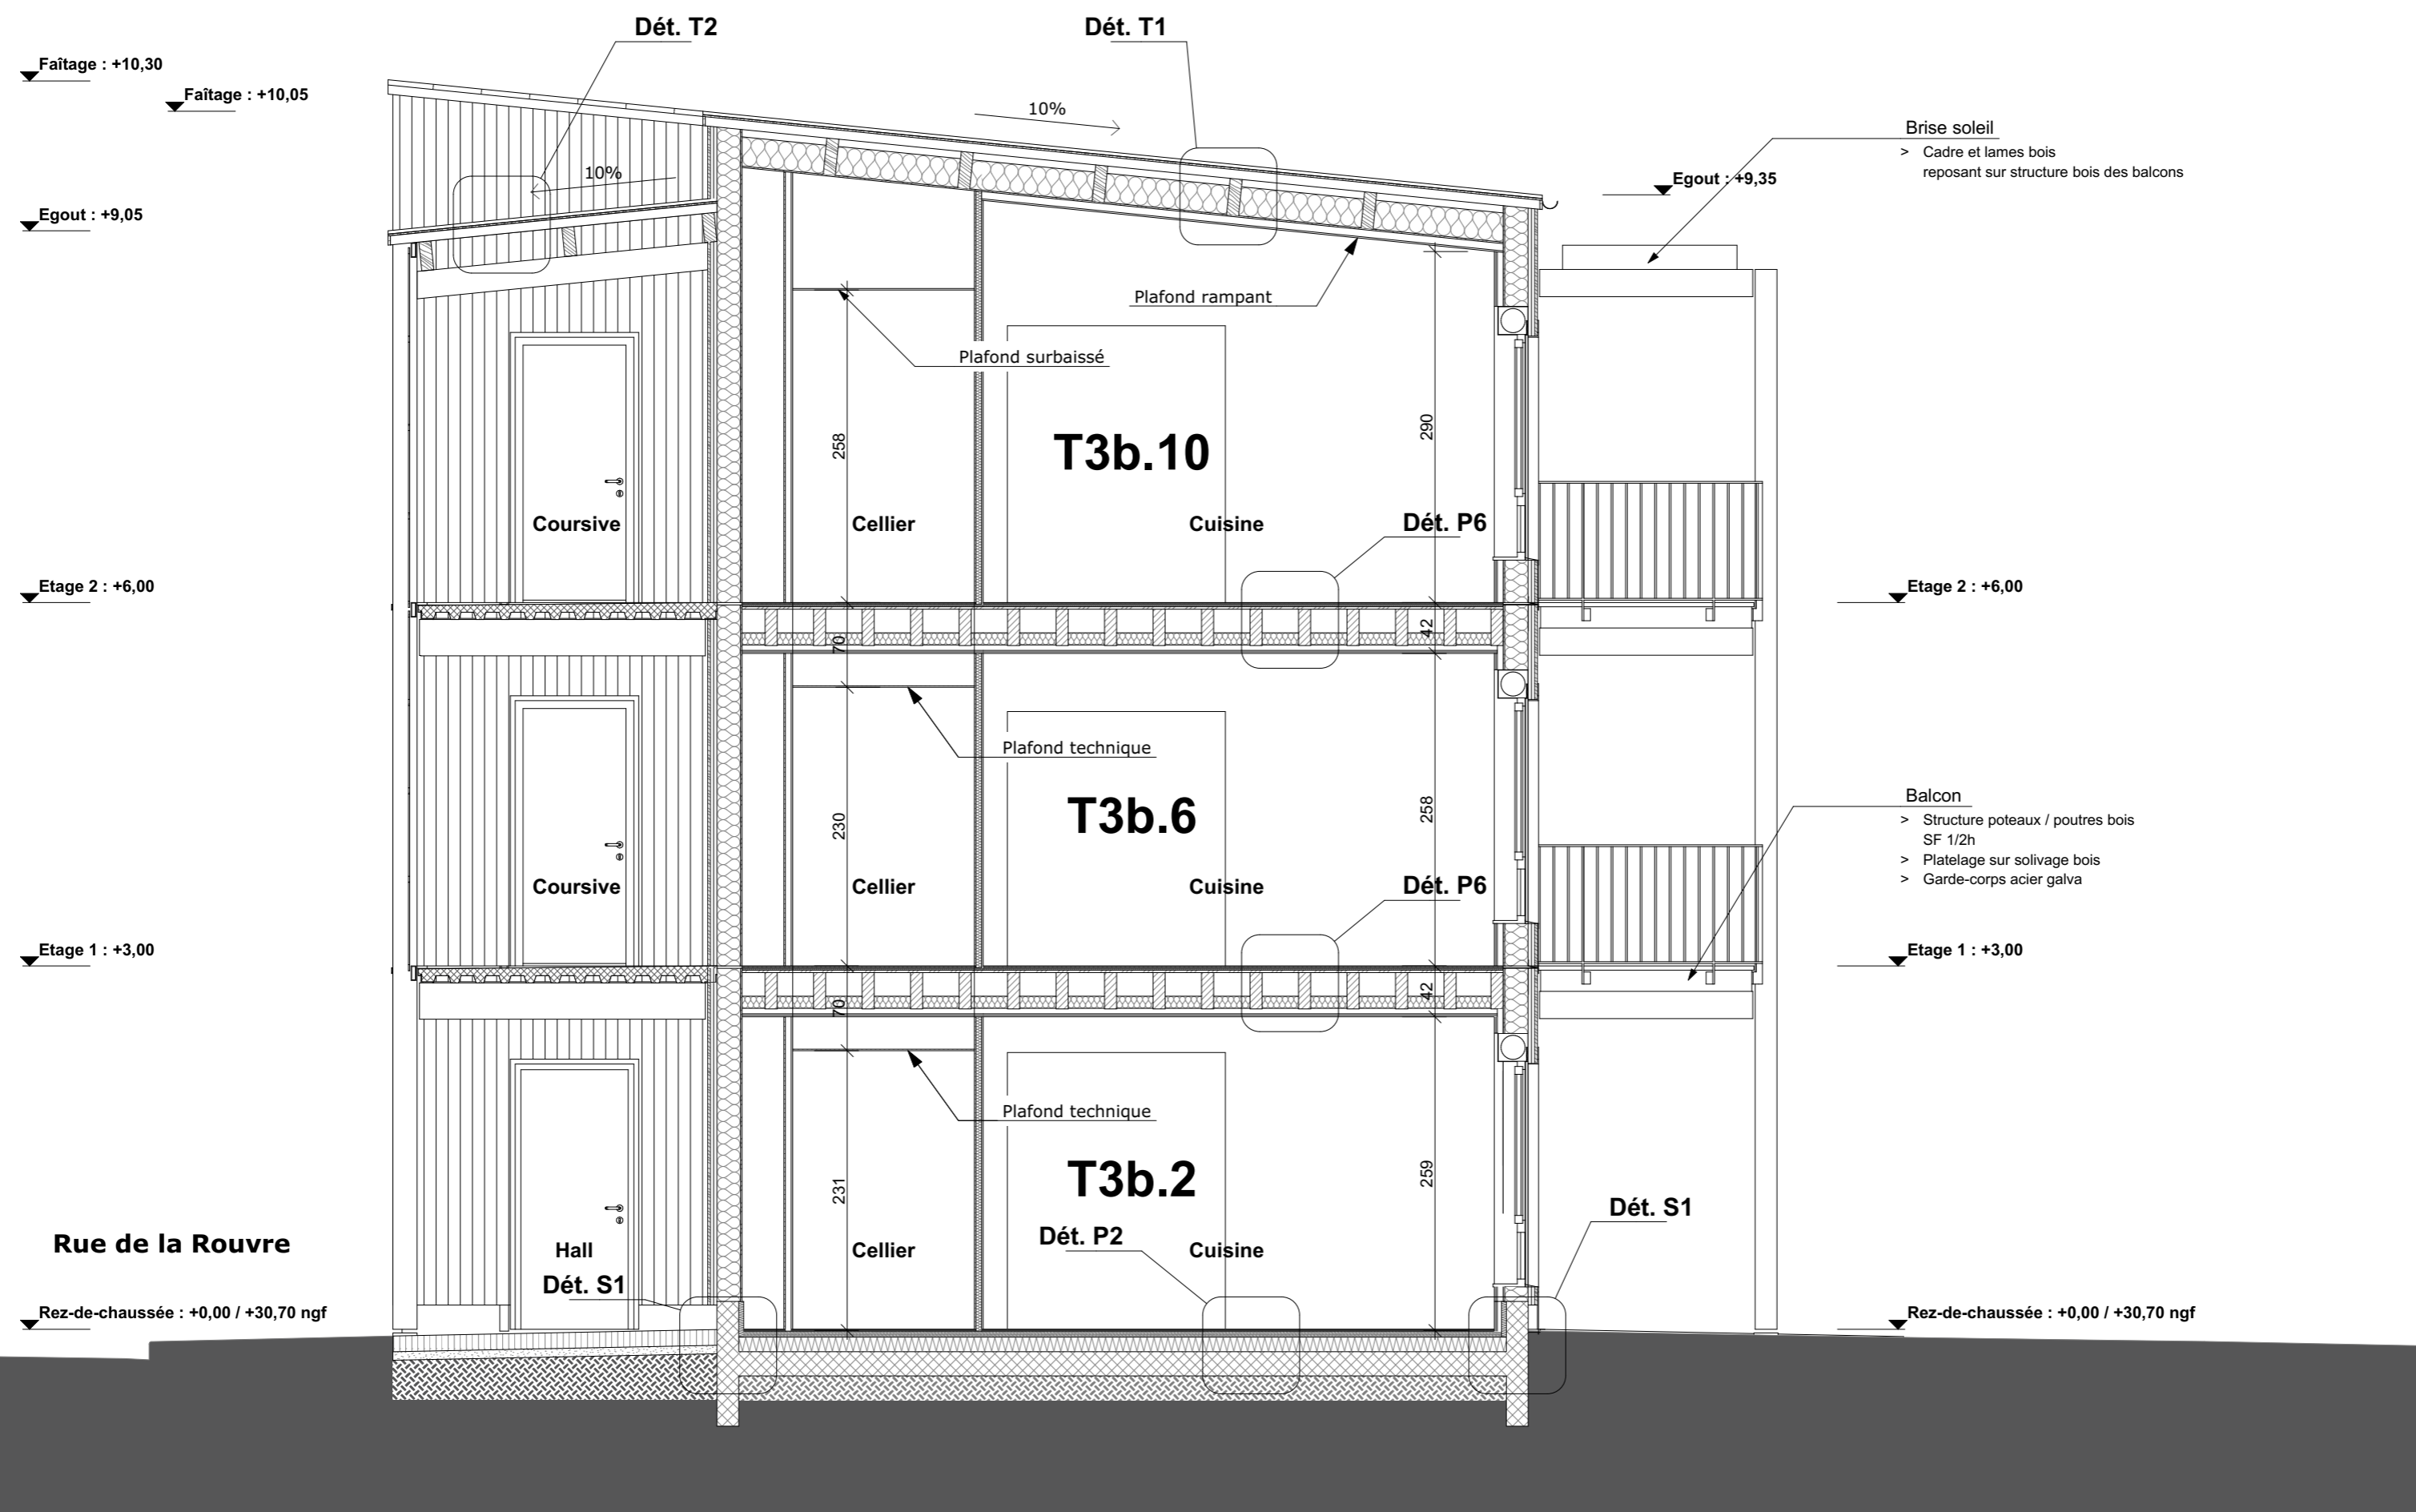 Dét. T2
Dét. T1
Faîtage : +10,30
Faîtage : +10,05
10%
Brise soleil
> Cadre et lames bois
reposant sur structure bois des balcons
10%
Egout : +9,35
Egout : +9,05
Plafond rampant
Plafond surbaissé
258
T3b.10
290
Coursive
Cellier
Cuisine
Dét. P6
Etage 2 : +6,00
Etage 2 : +6,00
70
42
Plafond technique
230
T3b.6
258
Balcon
> Structure poteaux / poutres bois
SF 1/2h
> Platelage sur solivage bois
> Garde-corps acier galva
Coursive
Cellier
Cuisine
Dét. P6
Etage 1 : +3,00
Etage 1 : +3,00
70
42
Plafond technique
231
T3b.2
259
Dét. S1
Rue de la Rouvre
Hall
Cellier
Dét. P2
Cuisine
Dét. S1
Rez-de-chaussée : +0,00 / +30,70 ngf
Rez-de-chaussée : +0,00 / +30,70 ngf